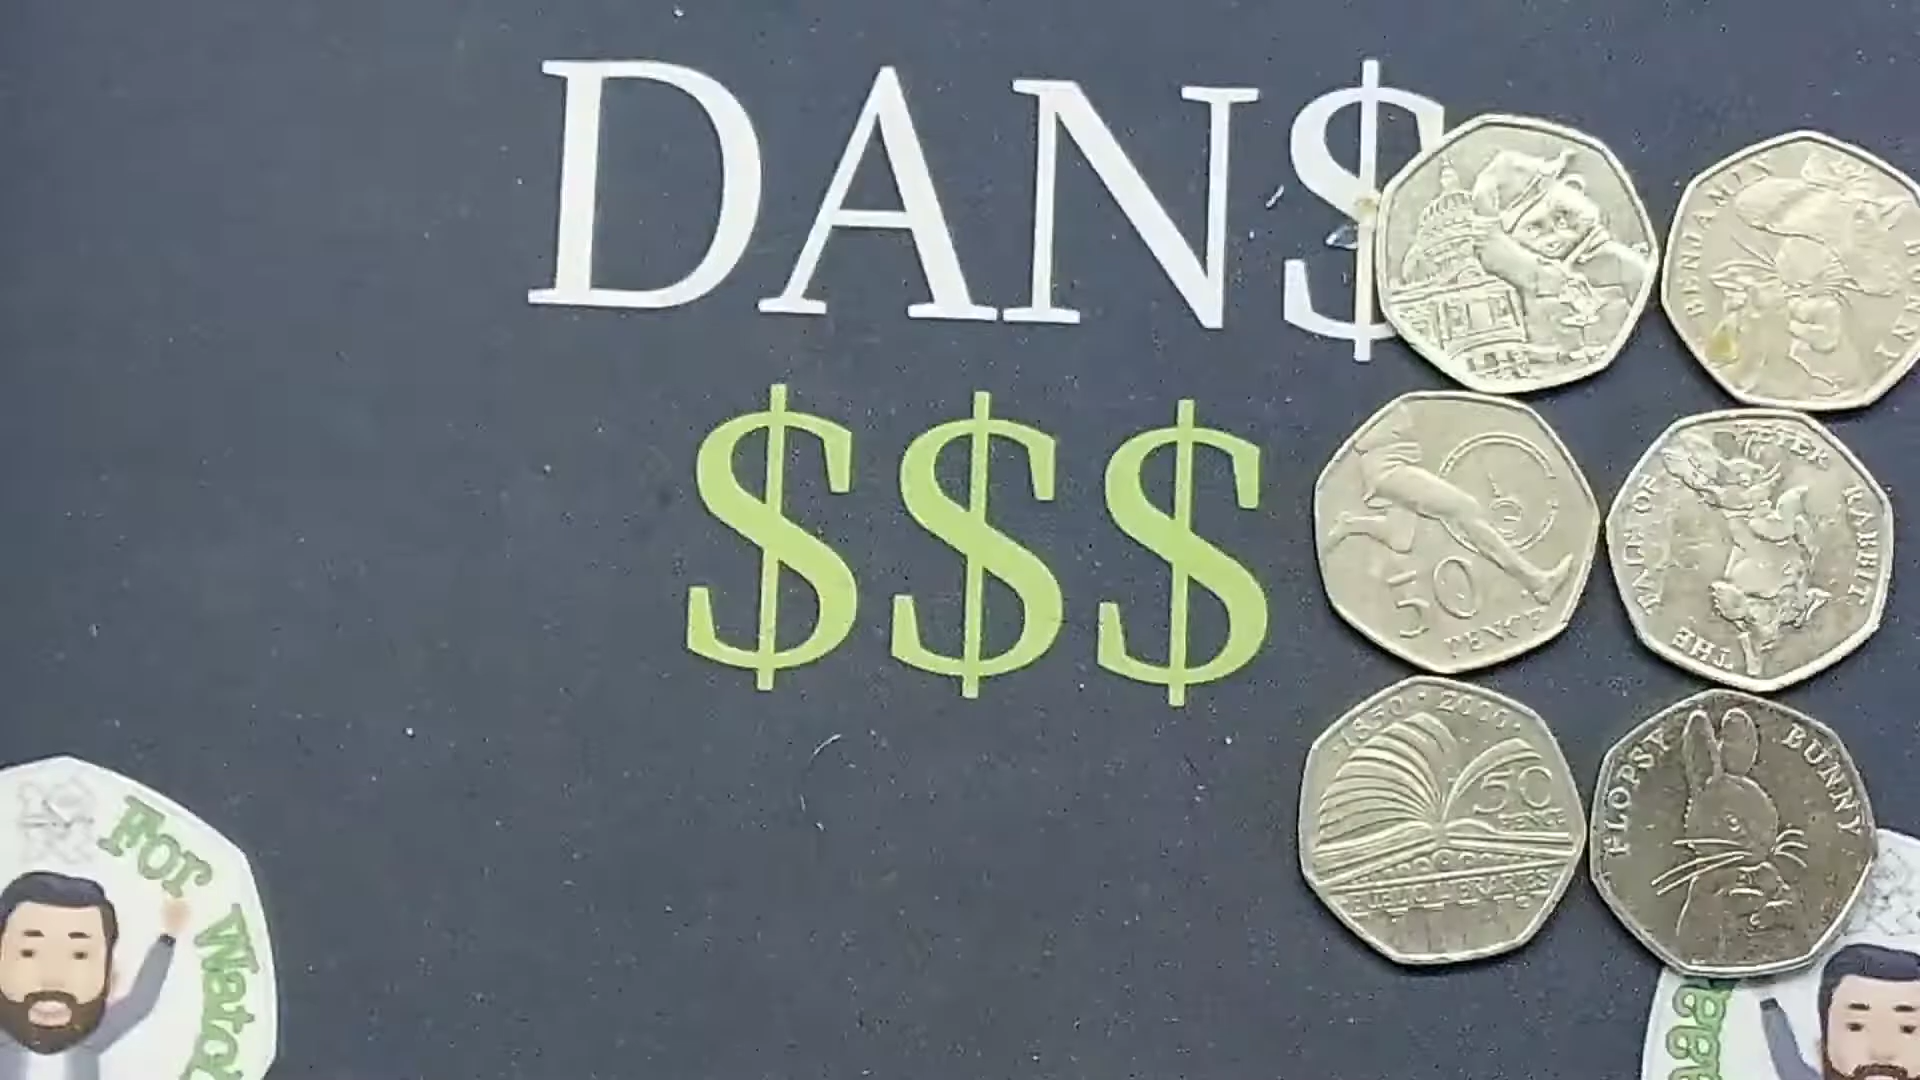 DAN$
$$$
BENJAMIN BUNNY
50
PENCE
THE TALE OF PETER RABBIT
1850 · 2000
50
PENCE
PUBLIC LIBRARIES
FLOPSY BUNNY
For